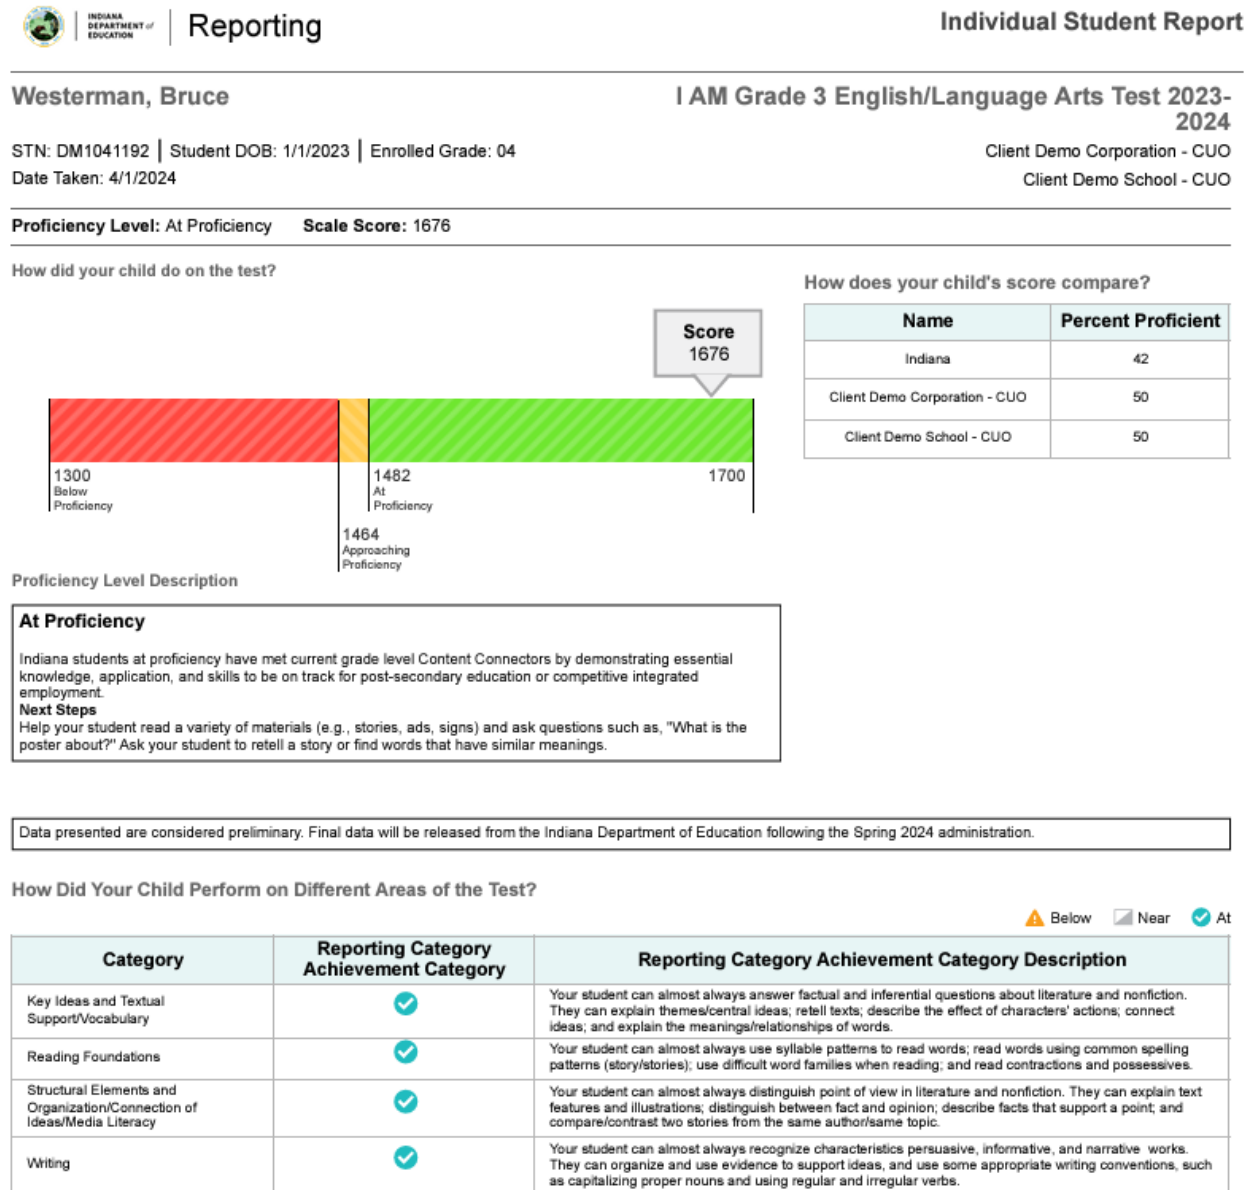 INDIANA
DEPARTMENT of
EDUCATION
Reporting
Individual Student Report
Westerman, Bruce
I AM Grade 3 English/Language Arts Test 2023-
2024
STN: DM1041192 | Student DOB: 1/1/2023 | Enrolled Grade: 04
Client Demo Corporation - CUO
Date Taken: 4/1/2024
Client Demo School - CUO
Proficiency Level: At Proficiency Scale Score: 1676
How did your child do on the test?
Score
1676
1300
Below
Proficiency
1482
At
Proficiency
1700
1464
Approaching
Proficiency
How does your child's score compare?
Name Percent Proficient
Indiana 42
Client Demo Corporation - CUO 50
Client Demo School - CUO 50
Proficiency Level Description
At Proficiency
Indiana students at proficiency have met current grade level Content Connectors by demonstrating essential
knowledge, application, and skills to be on track for post-secondary education or competitive integrated
employment.
Next Steps
Help your student read a variety of materials (e.g., stories, ads, signs) and ask questions such as, "What is the
poster about?" Ask your student to retell a story or find words that have similar meanings.
Data presented are considered preliminary. Final data will be released from the Indiana Department of Education following the Spring 2024 administration.
How Did Your Child Perform on Different Areas of the Test?
Below Near At
Category
Reporting Category
Achievement Category
Reporting Category Achievement Category Description
Key Ideas and Textual
Support/Vocabulary
Your student can almost always answer factual and inferential questions about literature and nonfiction.
They can explain themes/central ideas; retell texts; describe the effect of characters' actions; connect
ideas; and explain the meanings/relationships of words.
Reading Foundations
Your student can almost always use syllable patterns to read words; read words using common spelling
patterns (story/stories); use difficult word families when reading; and read contractions and possessives.
Structural Elements and
Organization/Connection of
Ideas/Media Literacy
Your student can almost always distinguish point of view in literature and nonfiction. They can explain text
features and illustrations; distinguish between fact and opinion; describe facts that support a point; and
compare/contrast two stories from the same author/same topic.
Writing
Your student can almost always recognize characteristics persuasive, informative, and narrative works.
They can organize and use evidence to support ideas, and use some appropriate writing conventions, such
as capitalizing proper nouns and using regular and irregular verbs.